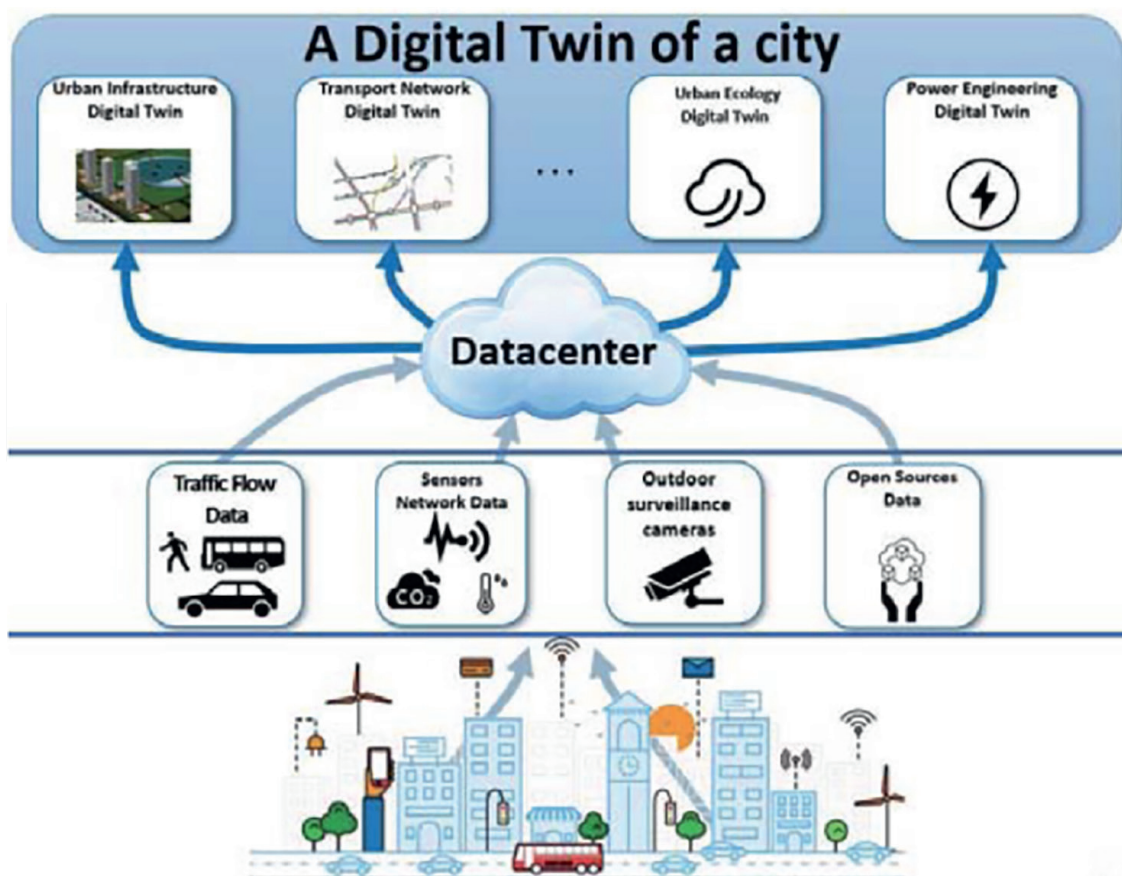 A Digital Twin of a city
Urban Infrastructure
Digital Twin
Transport Network
Digital Twin
...
Urban Ecology
Digital Twin
Power Engineering
Digital Twin
Datacenter
Traffic Flow
Data
Sensors
Network Data
CO2
Outdoor
surveillance
cameras
Open Sources
Data